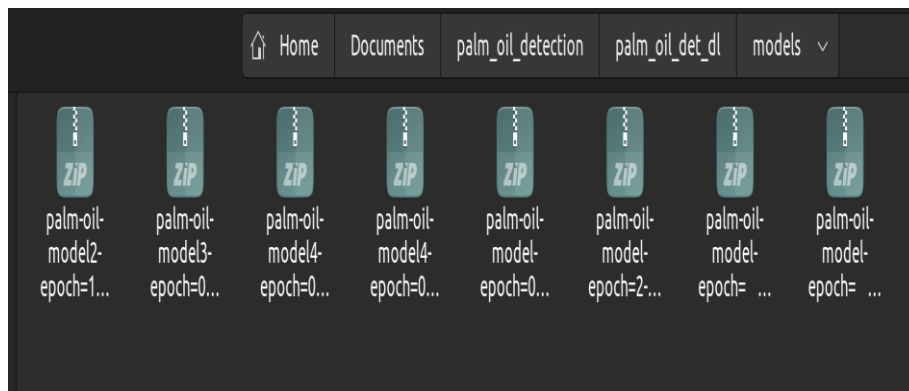 Home Documents palm_oil_detection palm_oil_det_dl models
ZiP ZiP ZiP ZiP ZiP ZiP ZiP ZiP
palm-oil-model2-epoch=1...
palm-oil-model3-epoch=0...
palm-oil-model4-epoch=0...
palm-oil-model4-epoch=0...
palm-oil-model-epoch=0...
palm-oil-model-epoch=2-...
palm-oil-model-epoch= ...
palm-oil-model-epoch= ...